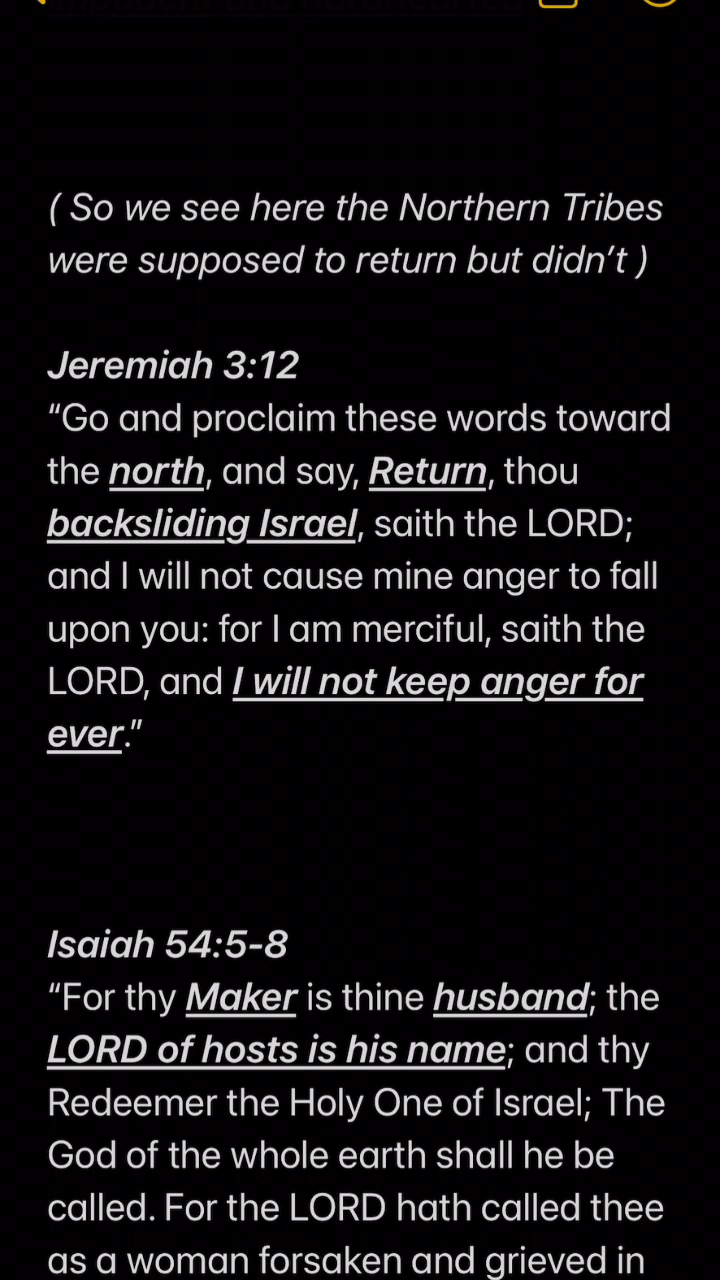 ( So we see here the Northern Tribes
were supposed to return but didn’t )
Jeremiah 3:12
“Go and proclaim these words toward
the north, and say, Return, thou
backsliding Israel, saith the LORD;
and I will not cause mine anger to fall
upon you: for I am merciful, saith the
LORD, and I will not keep anger for
ever.”
Isaiah 54:5-8
“For thy Maker is thine husband; the
LORD of hosts is his name; and thy
Redeemer the Holy One of Israel; The
God of the whole earth shall he be
called. For the LORD hath called thee
as a woman forsaken and grieved in